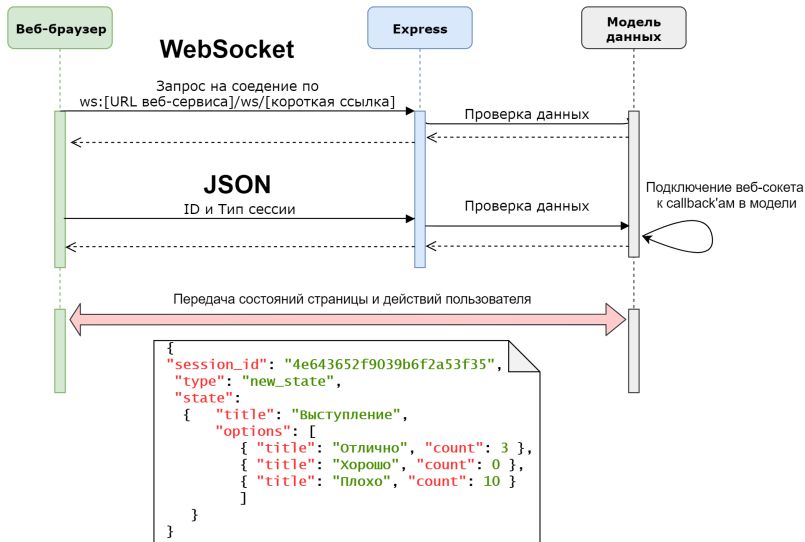 Веб-браузер
Express
Модель
данных
WebSocket
Запрос на соедение по
ws:[URL веб-сервиса]/ws/[короткая ссылка]
Проверка данных
JSON
ID и Тип сессии
Проверка данных
Подключение веб-сокета
к callback'ам в модели
Передача состояний страницы и действий пользователя
{
"session_id": "4e643652f9039b6f2a53f35",
"type": "new_state",
"state":
{ "title": "Выступление",
"options": [
{ "title": "Отлично", "count": 3 },
{ "title": "Хорошо", "count": 0 },
{ "title": "Плохо", "count": 10 }
]
}
}